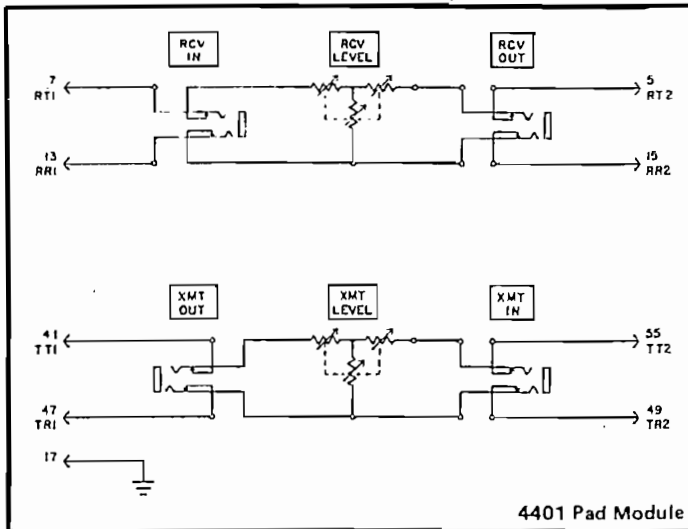 RCV IN
RCV LEVEL
RCV OUT
7
RT1
5
RT2
13
RR1
15
RR2
XMT OUT
XMT LEVEL
XMT IN
41
TT1
55
TT2
47
TR1
49
TR2
17
4401 Pad Module